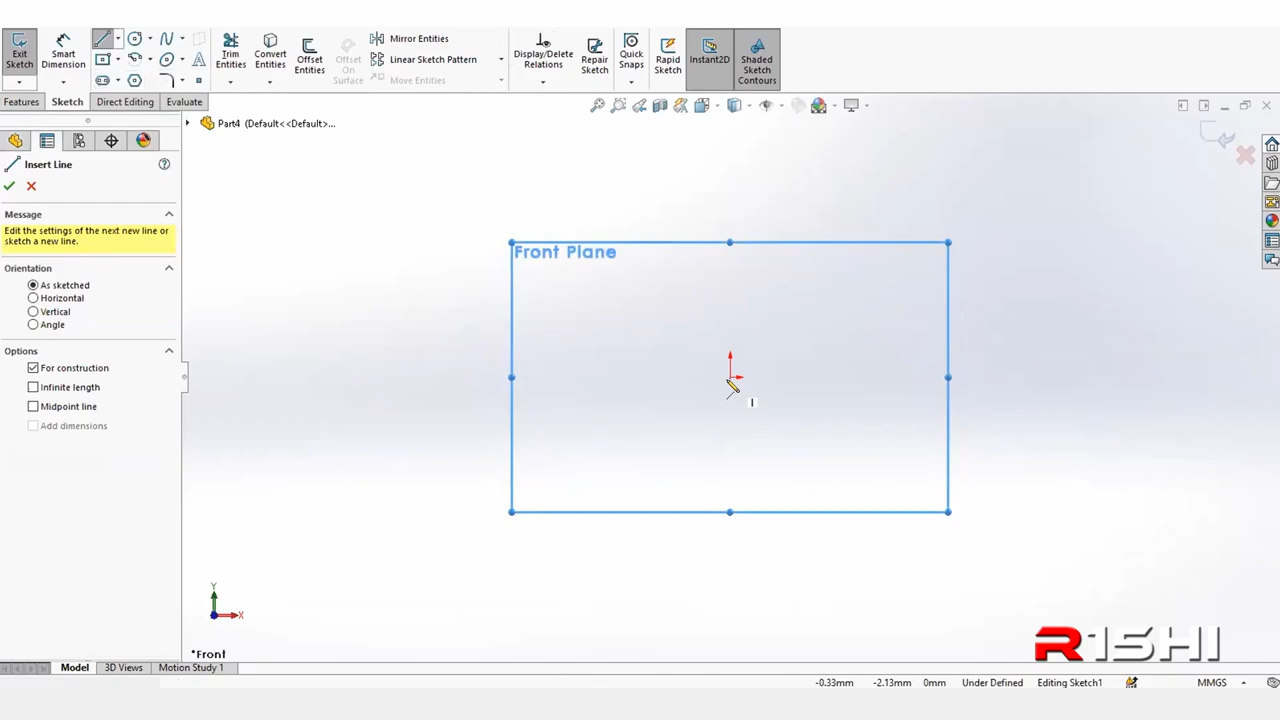 Exit Sketch
Smart Dimension
Trim Entities
Convert Entities
Offset Entities
Offset On Surface
Mirror Entities
Linear Sketch Pattern
Move Entities
Display/Delete Relations
Repair Sketch
Quick Snaps
Rapid Sketch
Instant2D
Shaded Sketch Contours
Features
Sketch
Direct Editing
Evaluate
Part4 (Default<<Default>...
Insert Line
Message
Edit the settings of the next new line or
sketch a new line.
Orientation
As sketched
Horizontal
Vertical
Angle
Options
For construction
Infinite length
Midpoint line
Add dimensions
Front Plane
Y
X
*Front
R1SHI
Model
3D Views
Motion Study 1
-0.33mm
-2.13mm
0mm
Under Defined
Editing Sketch1
MMGS